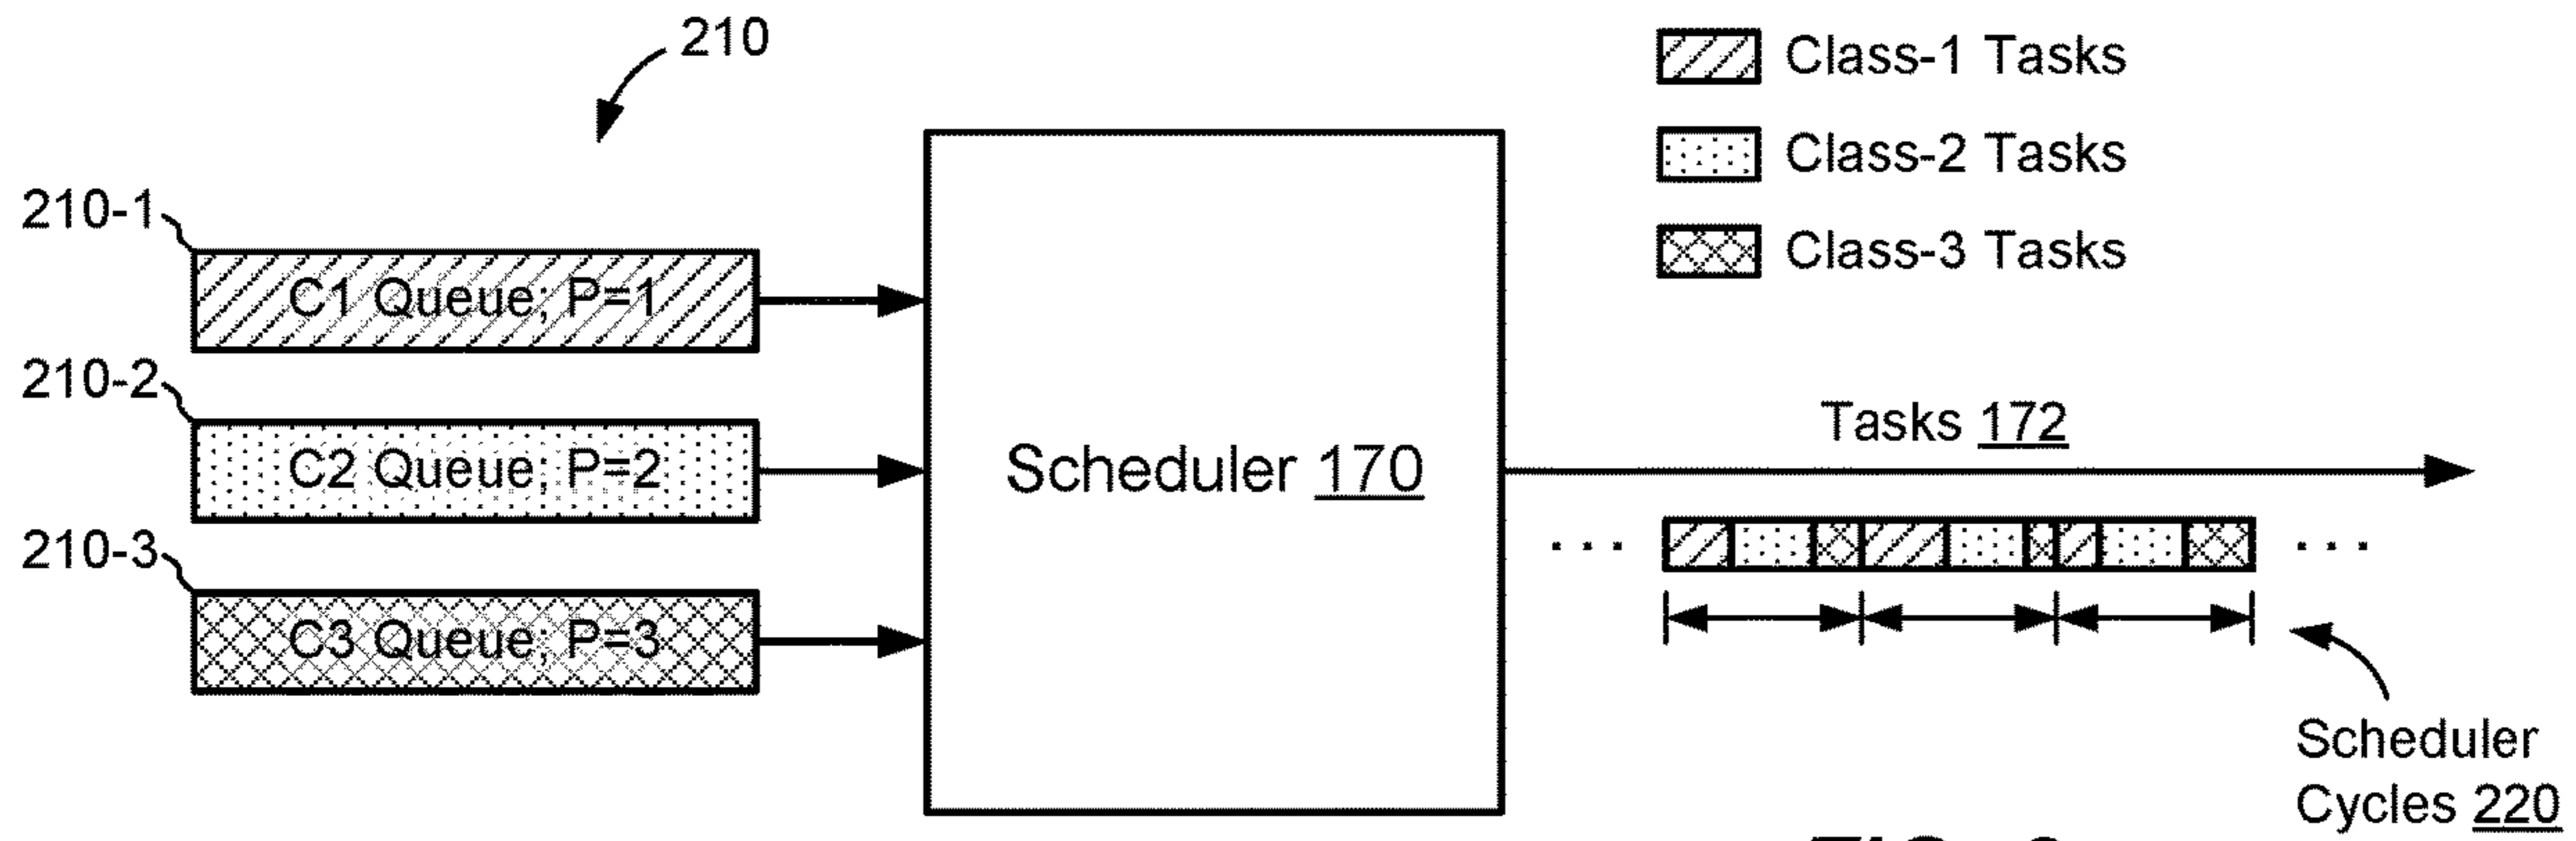 210
Class-1 Tasks
Class-2 Tasks
Class-3 Tasks
210-1
C1 Queue; P=1
210-2
C2 Queue; P=2
210-3
C3 Queue; P=3
Scheduler 170
Tasks 172
... ...
Scheduler
Cycles 220